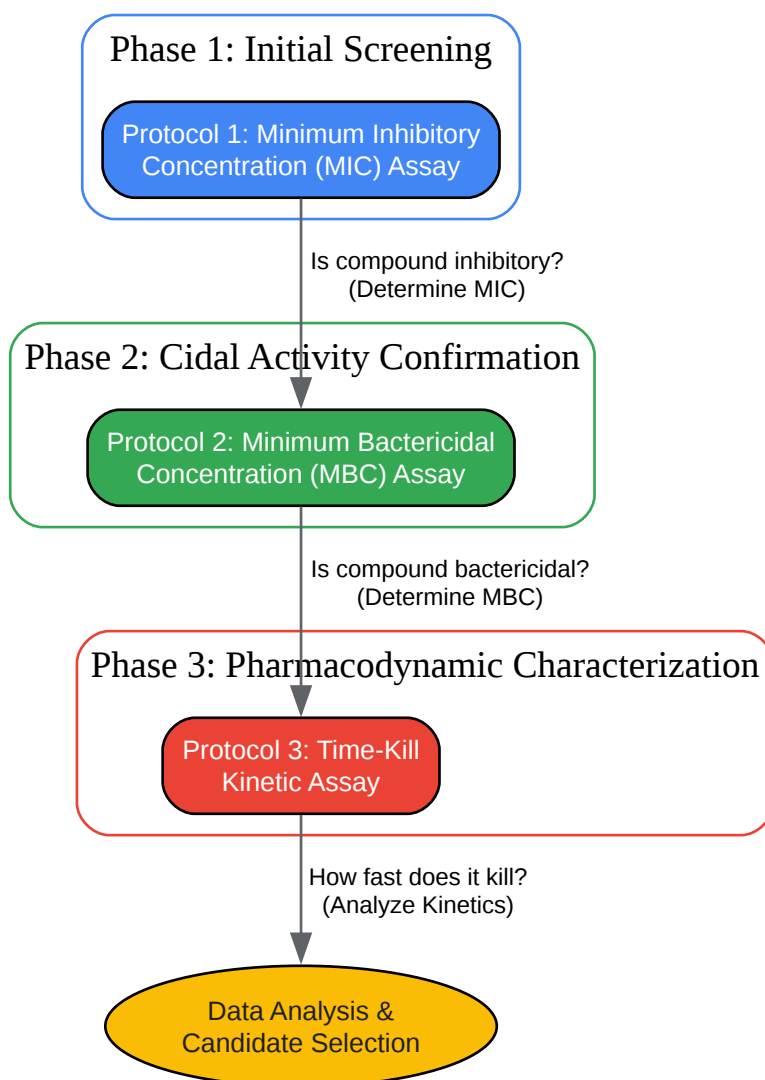 Phase 1: Initial Screening
Protocol 1: Minimum Inhibitory
Concentration (MIC) Assay
Is compound inhibitory?
(Determine MIC)
Phase 2: Cidal Activity Confirmation
Protocol 2: Minimum Bactericidal
Concentration (MBC) Assay
Is compound bactericidal?
(Determine MBC)
Phase 3: Pharmacodynamic Characterization
Protocol 3: Time-Kill
Kinetic Assay
How fast does it kill?
(Analyze Kinetics)
Data Analysis &
Candidate Selection